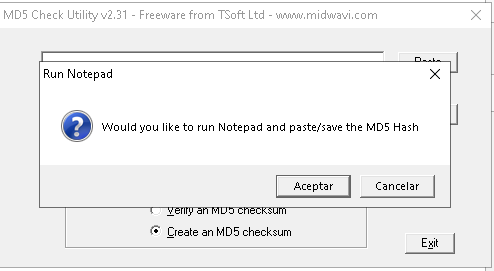 MD5 Check Utility v2.31 - Freeware from TSoft Ltd - www.midwavi.com
Run Notepad
Would you like to run Notepad and paste/save the MD5 Hash
Aceptar
Cancelar
Verify an MD5 checksum
Create an MD5 checksum
Exit